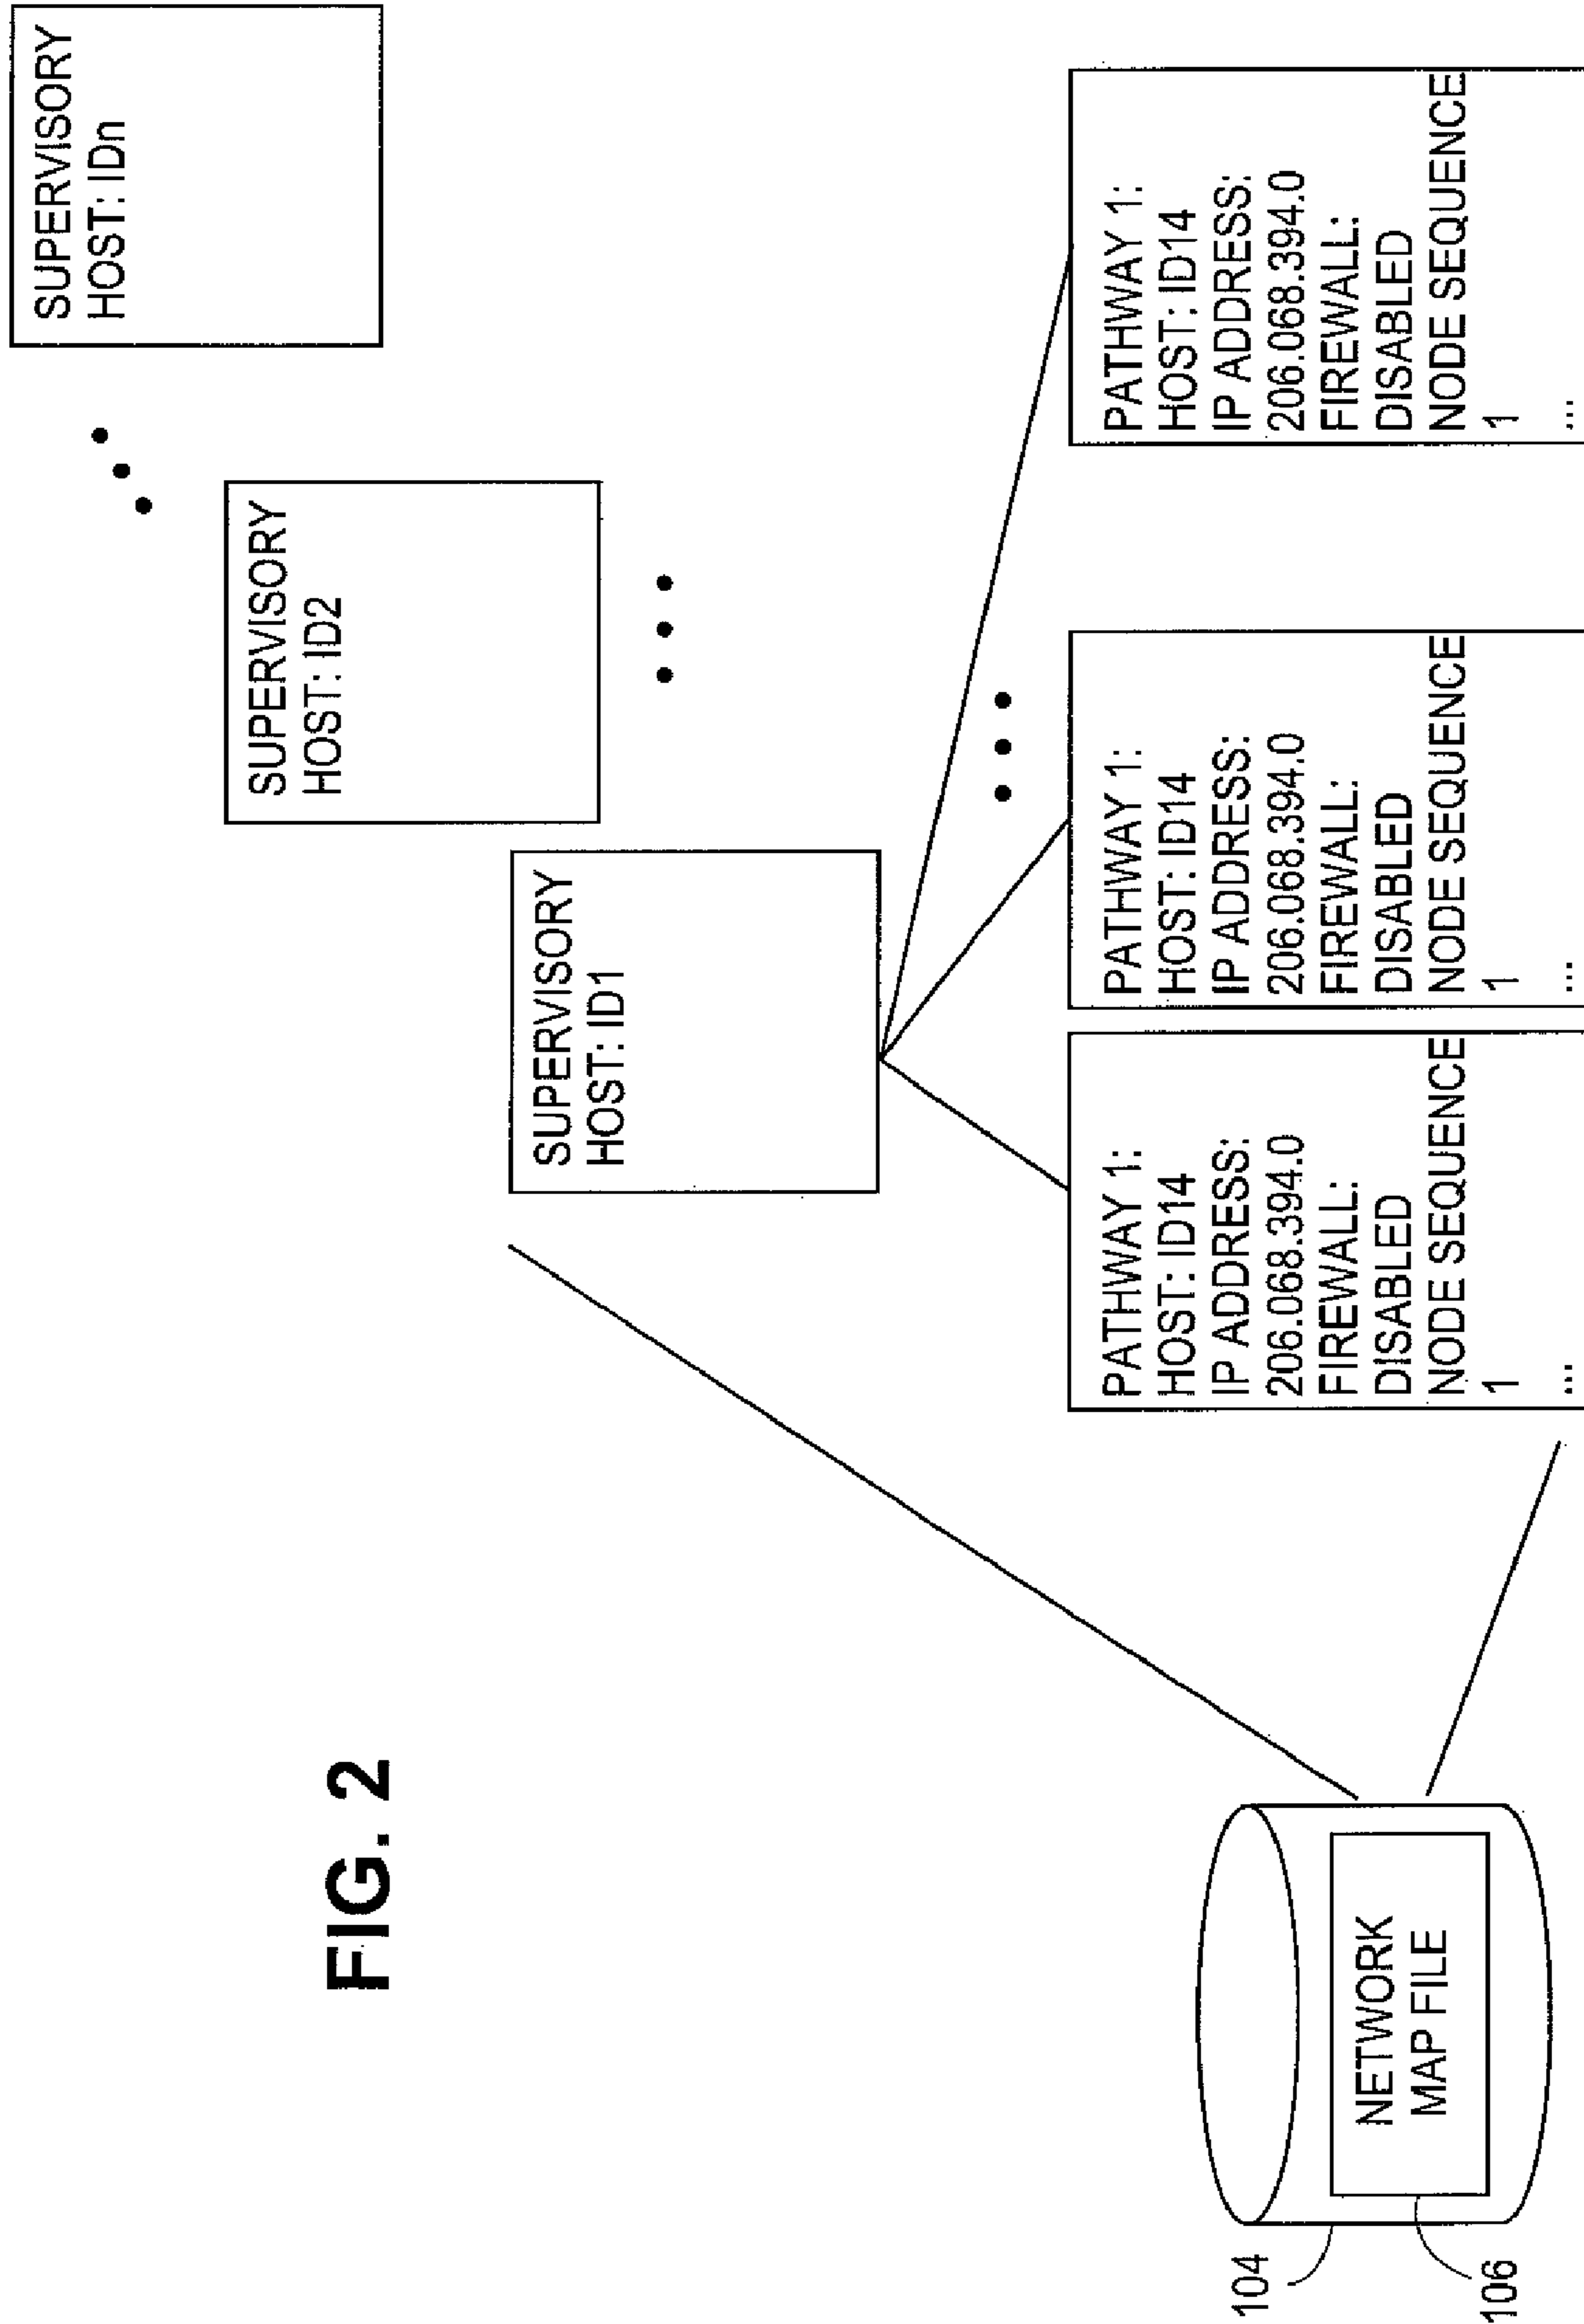 FIG. 2
SUPERVISORY
HOST: IDn
SUPERVISORY
HOST: ID2
SUPERVISORY
HOST: ID1
104
NETWORK
MAP FILE
106
PATHWAY 1:
HOST: ID14
IP ADDRESS:
206.068.394.0
FIREWALL:
DISABLED
NODE SEQUENCE
1
...
PATHWAY 1:
HOST: ID14
IP ADDRESS:
206.068.394.0
FIREWALL:
DISABLED
NODE SEQUENCE
1
...
PATHWAY 1:
HOST: ID14
IP ADDRESS:
206.068.394.0
FIREWALL:
DISABLED
NODE SEQUENCE
1
...